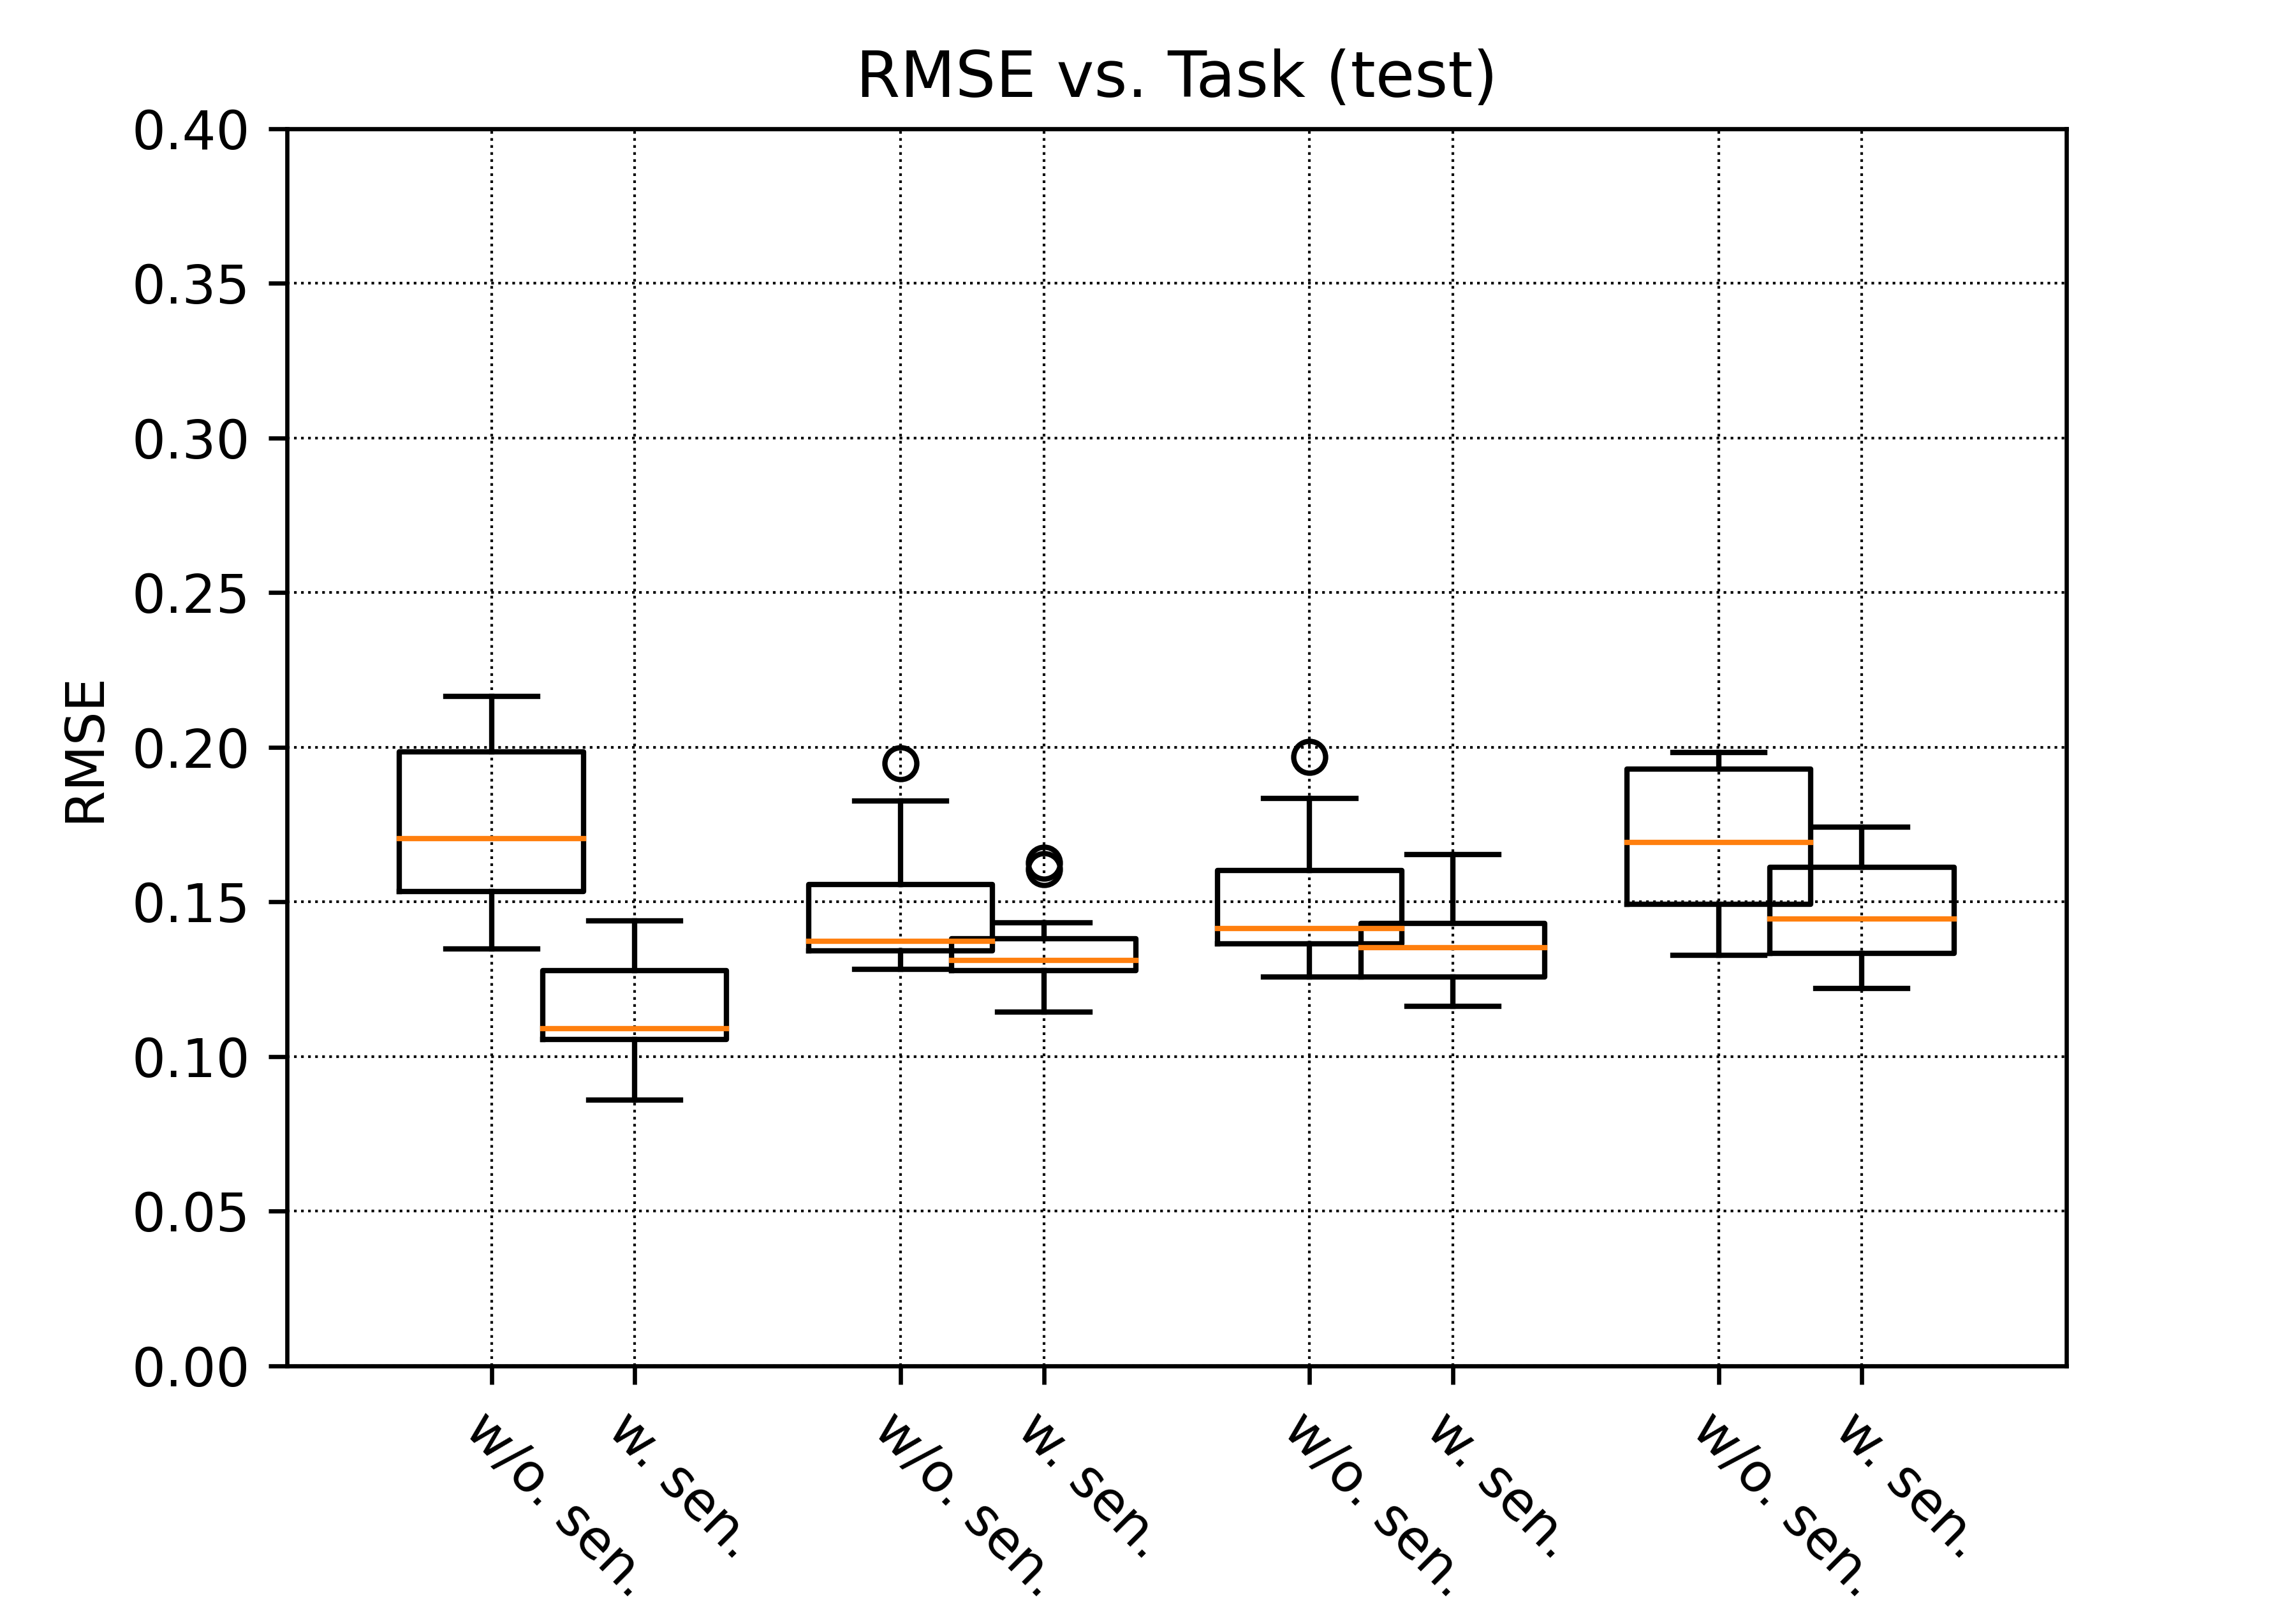 RMSE vs. Task (test)
0.40
0.35
0.30
0.25
0.20
0.15
0.10
0.05
0.00
RMSE
w/o. sen.
w. sen.
w/o. sen.
w. sen.
w/o. sen.
w. sen.
w/o. sen.
w. sen.